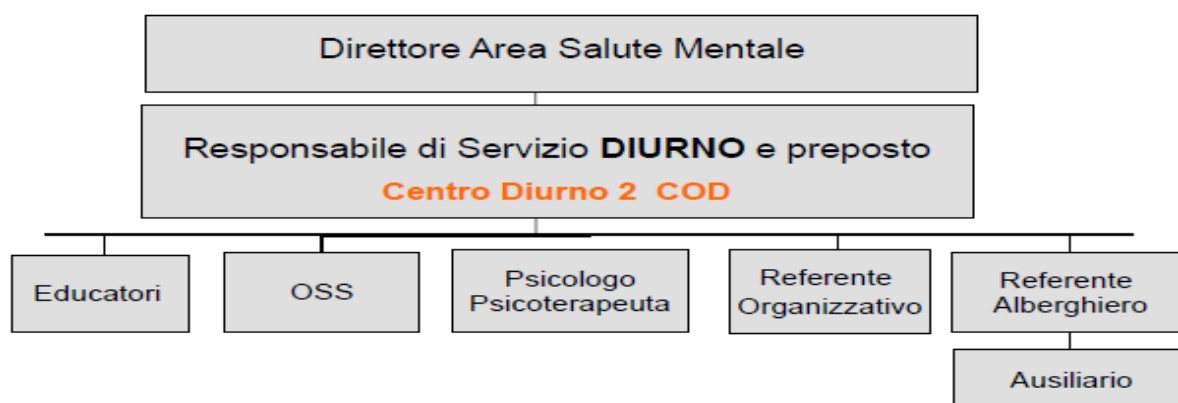 Direttore Area Salute Mentale
Responsabile di Servizio DIURNO e preposto
Centro Diurno 2 COD
Educatori
OSS
Psicologo
Psicoterapeuta
Referente
Organizzativo
Referente
Alberghiero
Ausiliario